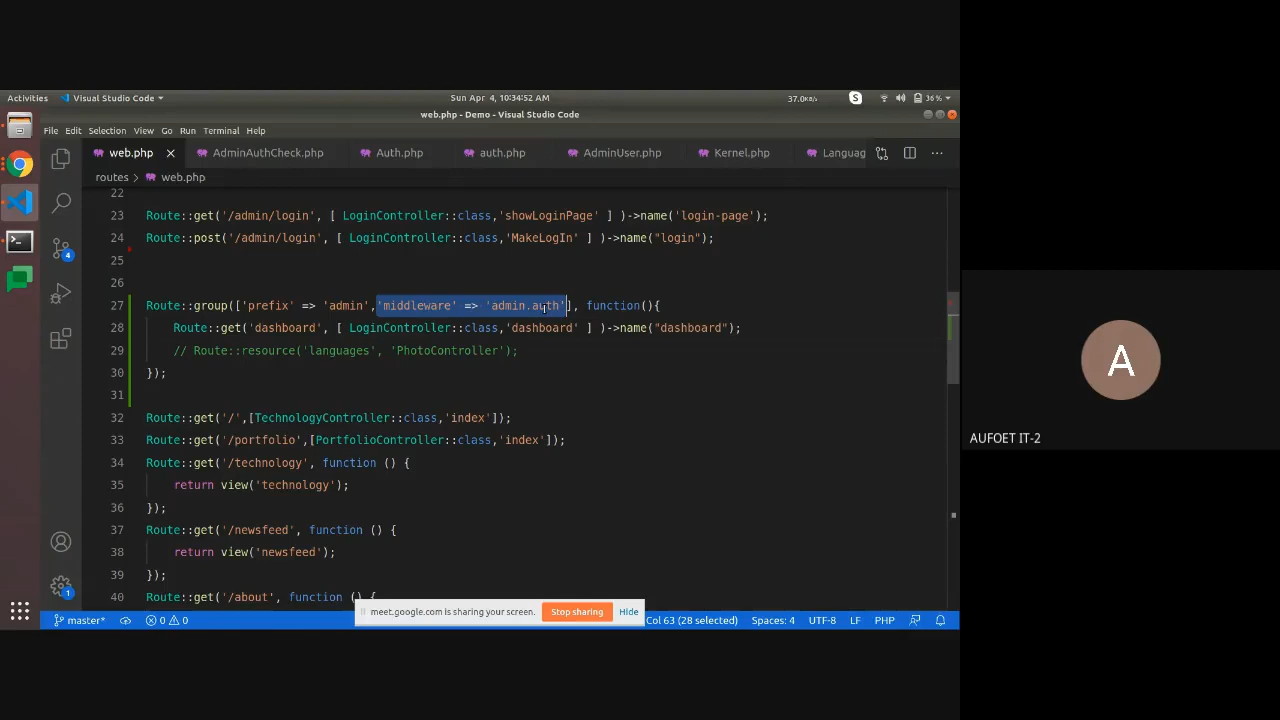 Activities
Visual Studio Code
Sun Apr 4, 10:34:52 AM
37.0KB/s
36%
web.php - Demo - Visual Studio Code
File Edit Selection View Go Run Terminal Help
web.php AdminAuthCheck.php Auth.php auth.php AdminUser.php Kernel.php Languag
routes > web.php
22
23 Route::get('/admin/login', [ LoginController::class,'showLoginPage' ] )->name('login-page');
24 Route::post('/admin/login', [ LoginController::class,'MakeLogIn' ] )->name("login");
25
26
27 Route::group(['prefix' => 'admin','middleware' => 'admin.auth'], function(){
28 Route::get('dashboard', [ LoginController::class,'dashboard' ] )->name("dashboard");
29 // Route::resource('languages', 'PhotoController');
30 });
31
32 Route::get('/',[TechnologyController::class,'index']);
33 Route::get('/portfolio',[PortfolioController::class,'index']);
34 Route::get('/technology', function () {
35 return view('technology');
36 });
37 Route::get('/newsfeed', function () {
38 return view('newsfeed');
39 });
40 Route::get('/about', function () {
4
1
meet.google.com is sharing your screen. Stop sharing Hide
master* 0 0 Col 63 (28 selected) Spaces: 4 UTF-8 LF PHP
A
AUFOET IT-2